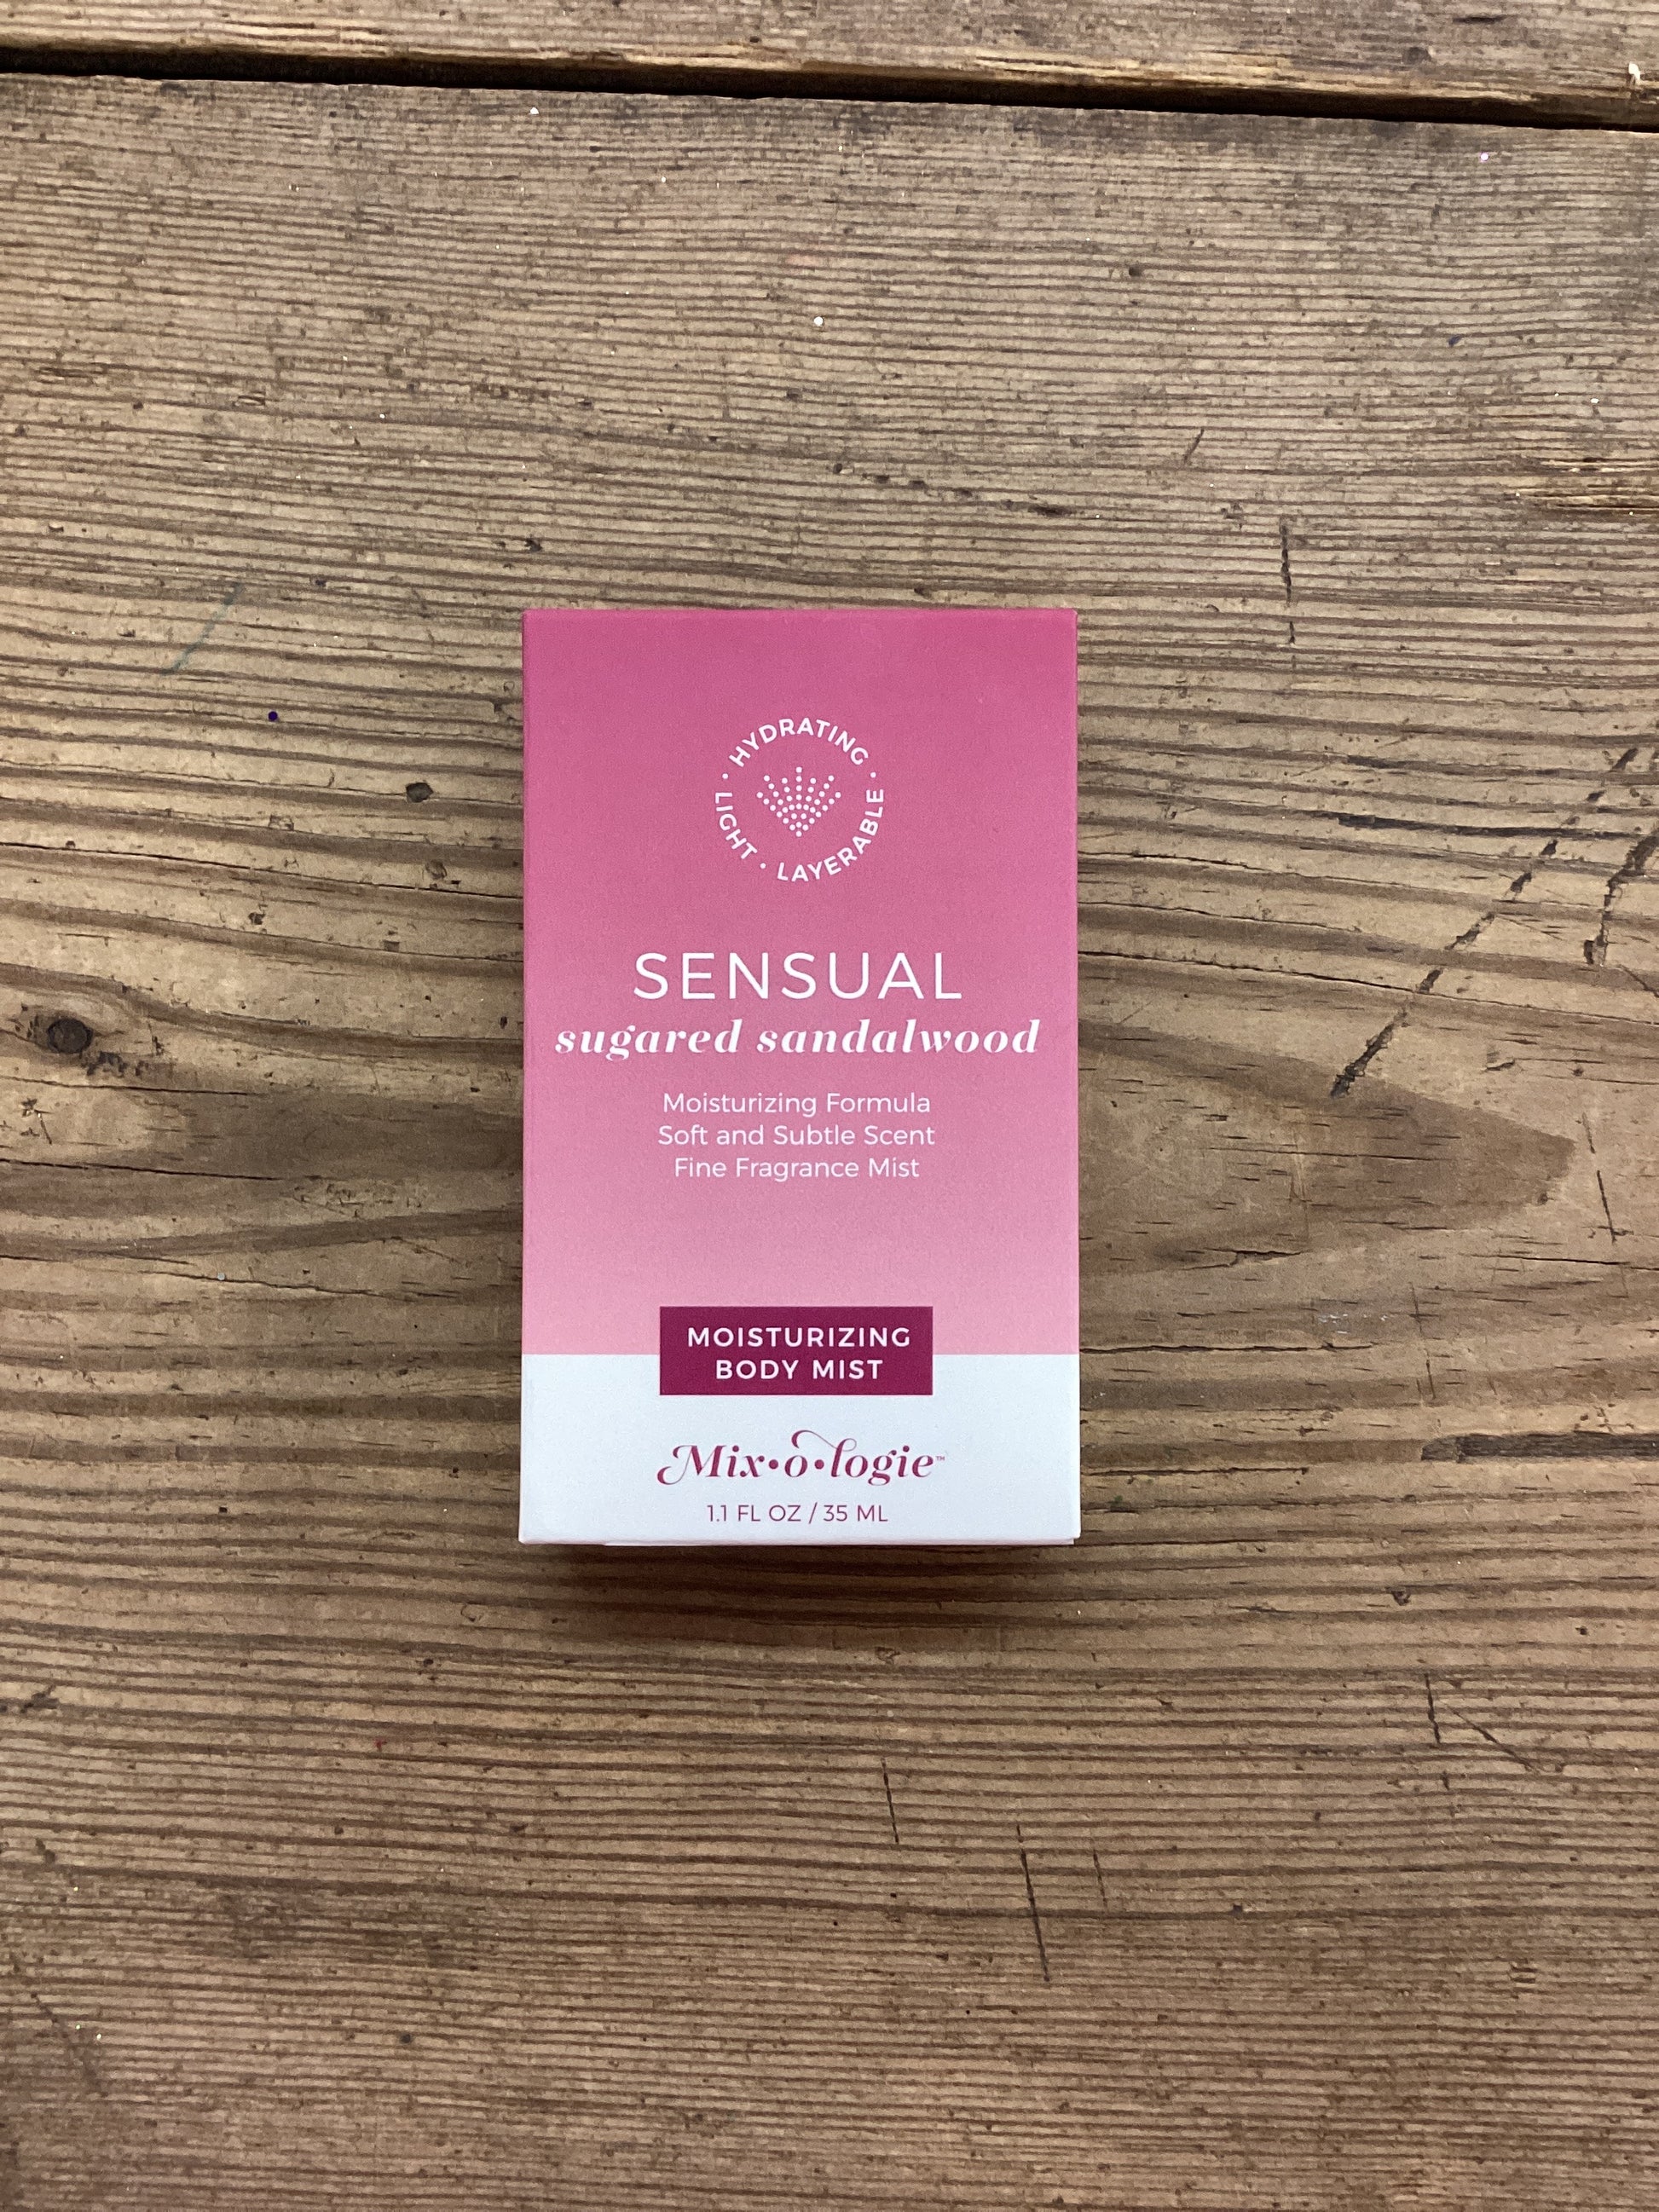 HYDRATING · LAYERABLE · LIGHT ·
SENSUAL
sugared sandalwood
Moisturizing Formula
Soft and Subtle Scent
Fine Fragrance Mist
MOISTURIZING
BODY MIST
Mix•o•logie™
1.1 FL OZ / 35 ML